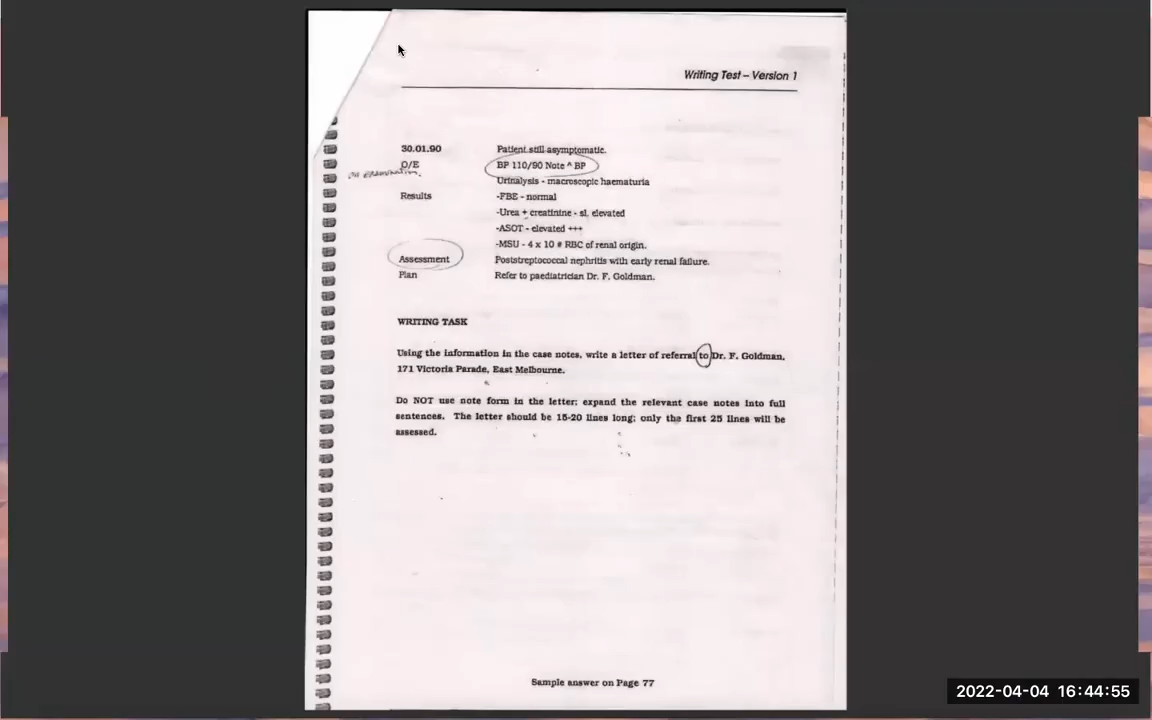 Writing Test – Version 1
30.01.90 Patient still asymptomatic.
O/E BP 110/90 Note ^ BP
on examination.
Urinalysis - macroscopic haematuria
Results -FBE - normal
-Urea + creatinine - sl. elevated
-ASOT - elevated +++
-MSU - 4 x 10 # RBC of renal origin.
Assessment Poststreptococcal nephritis with early renal failure.
Plan Refer to paediatrician Dr. F. Goldman.
WRITING TASK
Using the information in the case notes, write a letter of referral to Dr. F. Goldman,
171 Victoria Parade, East Melbourne.
Do NOT use note form in the letter; expand the relevant case notes into full
sentences. The letter should be 15-20 lines long; only the first 25 lines will be
assessed.
Sample answer on Page 77
2022-04-04 16:44:55